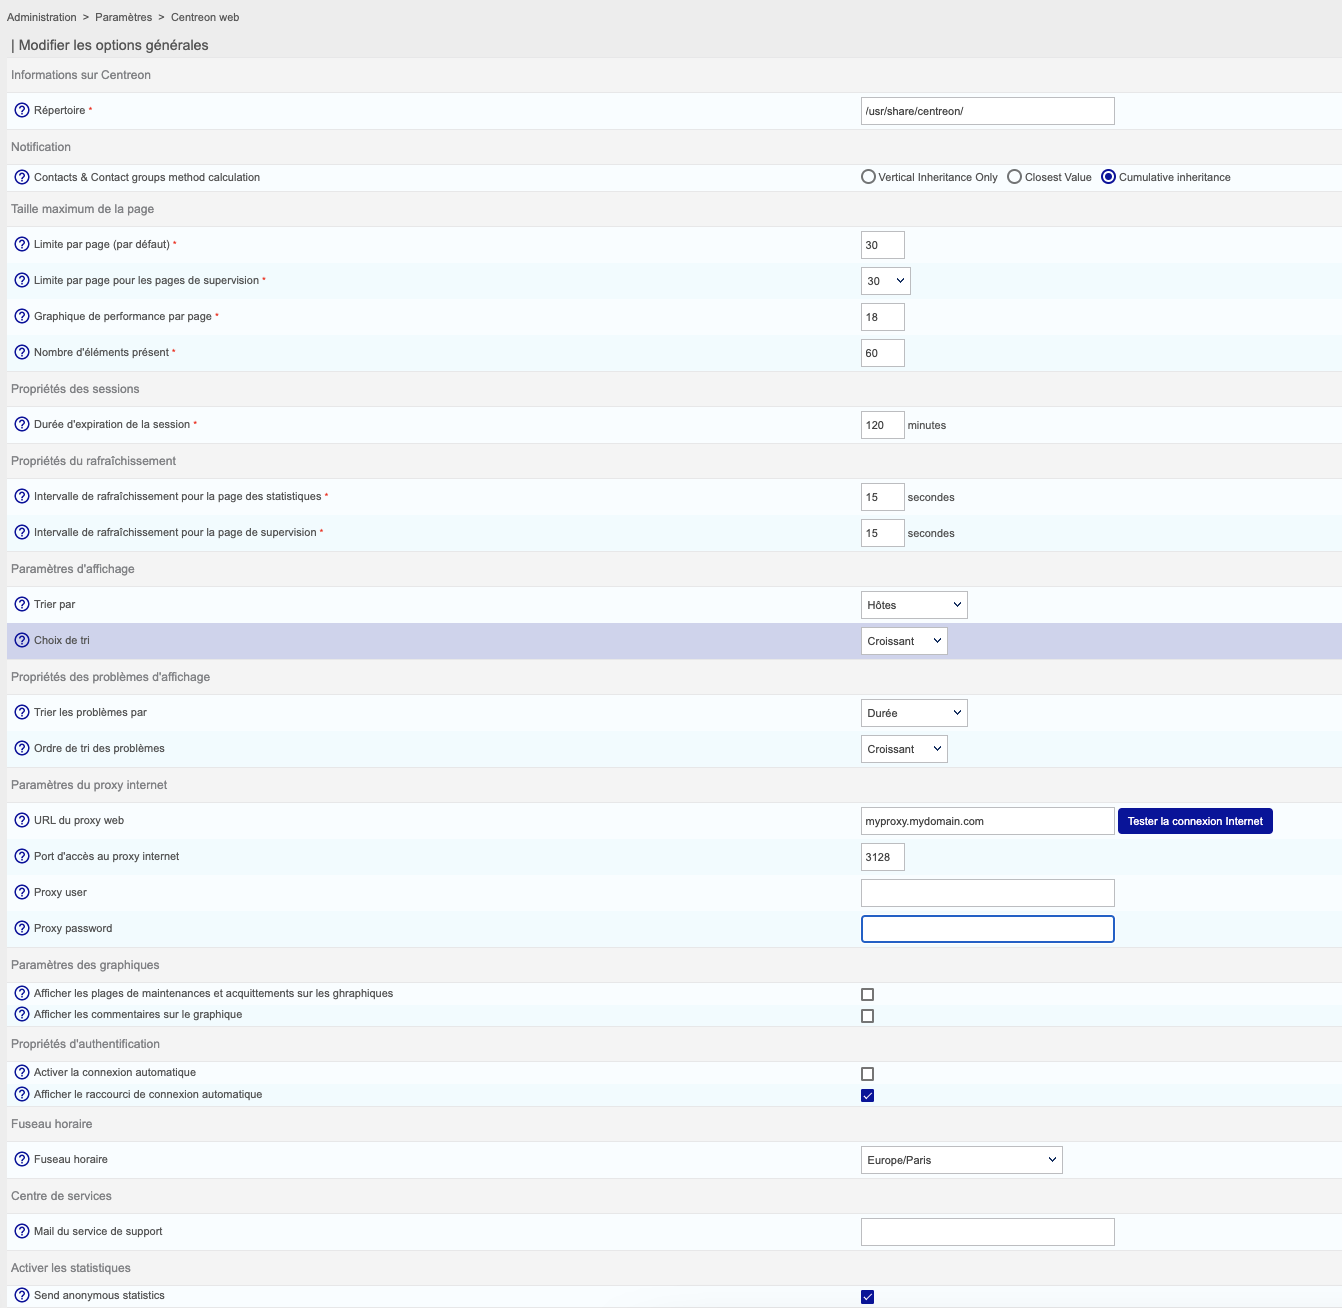 Administration > Paramètres > Centreon web
| Modifier les options générales
Informations sur Centreon
Répertoire * /usr/share/centreon/
Notification
Contacts & Contact groups method calculation Vertical Inheritance Only Closest Value Cumulative inheritance
Taille maximum de la page
Limite par page (par défaut) * 30
Limite par page pour les pages de supervision * 30
Graphique de performance par page * 18
Nombre d'éléments présent * 60
Propriétés des sessions
Durée d'expiration de la session * 120 minutes
Propriétés du rafraîchissement
Intervalle de rafraîchissement pour la page des statistiques * 15 secondes
Intervalle de rafraîchissement pour la page de supervision * 15 secondes
Paramètres d'affichage
Trier par Hôtes
Choix de tri Croissant
Propriétés des problèmes d'affichage
Trier les problèmes par Durée
Ordre de tri des problèmes Croissant
Paramètres du proxy internet
URL du proxy web myproxy.mydomain.com Tester la connexion Internet
Port d'accès au proxy internet 3128
Proxy user
Proxy password
Paramètres des graphiques
Afficher les plages de maintenances et acquittements sur les ghraphiques
Afficher les commentaires sur le graphique
Propriétés d'authentification
Activer la connexion automatique
Afficher le raccourci de connexion automatique
Fuseau horaire
Fuseau horaire Europe/Paris
Centre de services
Mail du service de support
Activer les statistiques
Send anonymous statistics